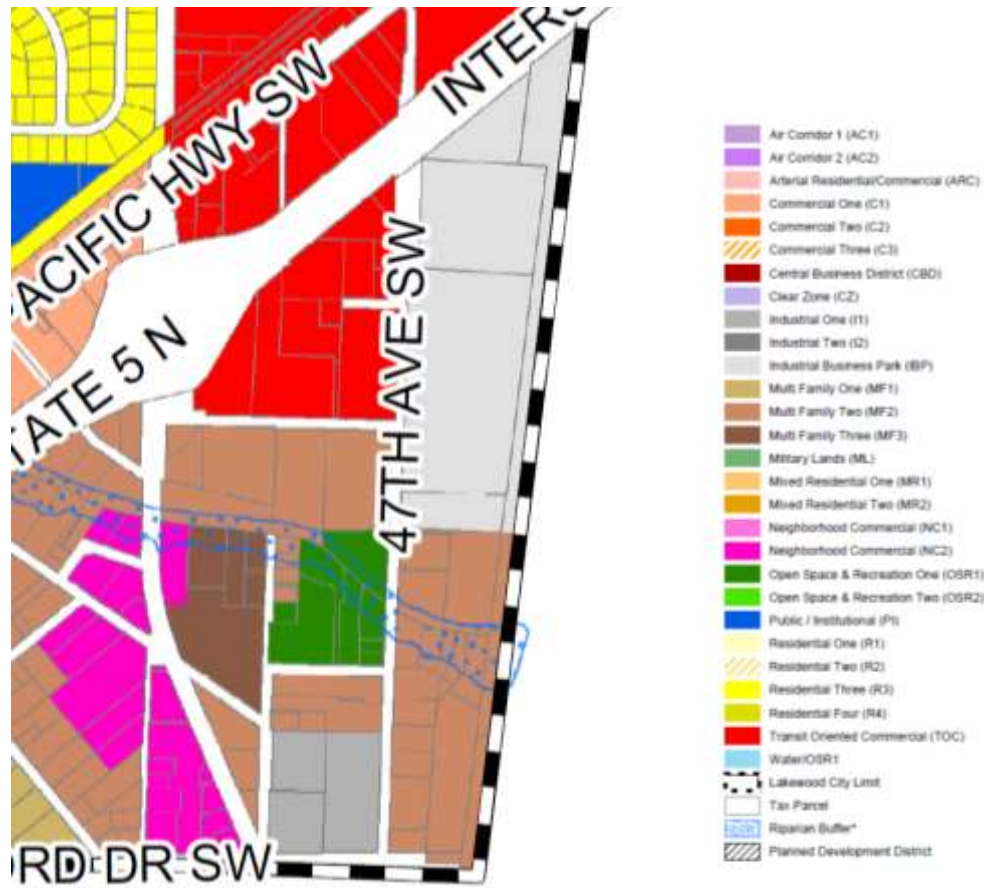 PACIFIC HWY SW
INTERS
TATE 5 N
47TH AVE SW
ORD DR SW
Air Corridor 1 (AC1)
Air Corridor 2 (AC2)
Arterial Residential/Commercial (ARC)
Commercial One (C1)
Commercial Two (C2)
Commercial Three (C3)
Central Business District (CBD)
Clear Zone (CZ)
Industrial One (I1)
Industrial Two (I2)
Industrial Business Park (IBP)
Multi Family One (MF1)
Multi Family Two (MF2)
Multi Family Three (MF3)
Military Lands (ML)
Mixed Residential One (MR1)
Mixed Residential Two (MR2)
Neighborhood Commercial (NC1)
Neighborhood Commercial (NC2)
Open Space & Recreation One (OSR1)
Open Space & Recreation Two (OSR2)
Public / Institutional (PI)
Residential One (R1)
Residential Two (R2)
Residential Three (R3)
Residential Four (R4)
Transit Oriented Commercial (TOC)
Water/OSR1
Lakewood City Limit
Tax Parcel
Riparian Buffer*
Planned Development District